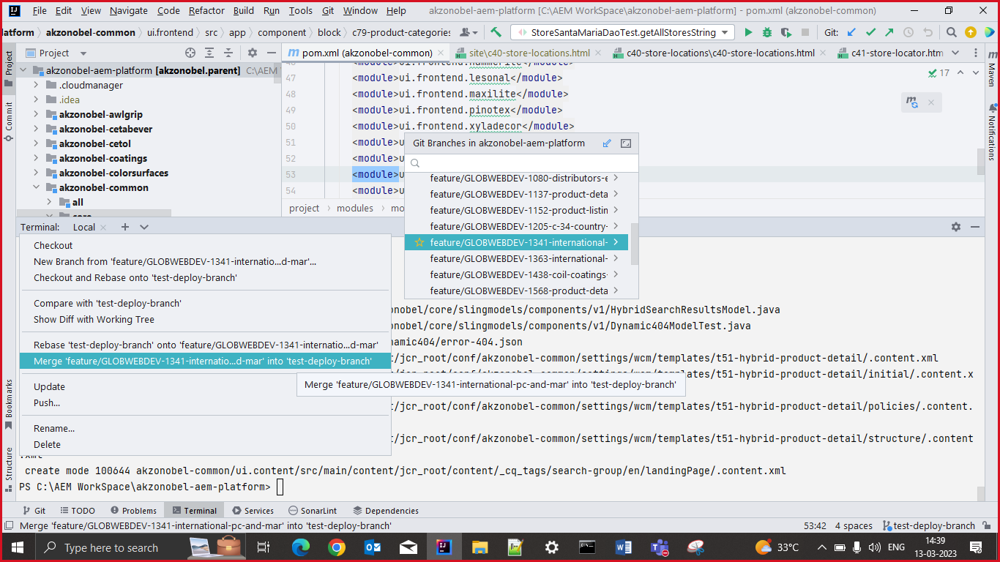 File Edit View Navigate Code Refactor Build Run Tools Git Window Help akzonobel-aem-platform [C:\AEM WorkSpace\akzonobel-aem-platform] - pom.xml (akzonobel-common)
latform akzonobel-common ui.frontend src app component block c79-product-categories StoreSantaMariaDaoTest.getAllStoresString Git:
Project pom.xml (akzonobel-common) site\c40-store-locations.html c40-store-locations\c40-store-locations.html c41-store-locator.htm
akzonobel-aem-platform [akzonobel.parent] C:\AEM
.cloudmanager
.idea
akzonobel-awlgrip
akzonobel-cetabever
akzonobel-cetol
akzonobel-coatings
akzonobel-colorsurfaces
akzonobel-common
all
core
46 <module>ui.frontend.hammerite</module>
47 <module>ui.frontend.lesonal</module>
48 <module>ui.frontend.maxilite</module>
49 <module>ui.frontend.pinotex</module>
50 <module>ui.frontend.xyladecor</module>
51 <module>u
52 <module>u
53 <module>u
54 <module>u
17
project modules mo
Git Branches in akzonobel-aem-platform
feature/GLOBWEBDEV-1080-distributors-e
feature/GLOBWEBDEV-1137-product-deta
feature/GLOBWEBDEV-1152-product-listin
feature/GLOBWEBDEV-1205-c-34-country-
feature/GLOBWEBDEV-1341-international-
feature/GLOBWEBDEV-1363-international-
feature/GLOBWEBDEV-1438-coil-coatings-
feature/GLOBWEBDEV-1568-product-deta
Project
Commit
Bookmarks
Structure
Maven
Notifications
Terminal: Local
Checkout
New Branch from 'feature/GLOBWEBDEV-1341-internatio...d-mar'...
Checkout and Rebase onto 'test-deploy-branch'
Compare with 'test-deploy-branch'
Show Diff with Working Tree
Rebase 'test-deploy-branch' onto 'feature/GLOBWEBDEV-1341-internatio...d-mar'
Merge 'feature/GLOBWEBDEV-1341-internatio...d-mar' into 'test-deploy-branch'
Update
Push...
Rename...
Delete
Merge 'feature/GLOBWEBDEV-1341-international-pc-and-mar' into 'test-deploy-branch'
onobel/core/slingmodels/components/v1/HybridSearchResultsModel.java
onobel/core/slingmodels/components/v1/Dynamic404ModelTest.java
namic404/error-404.json
t/jcr_root/conf/akzonobel-common/settings/wcm/templates/t51-hybrid-product-detail/.content.xml
t/jcr_root/conf/akzonobel-common/settings/wcm/templates/t51-hybrid-product-detail/initial/.content.x
t/jcr_root/conf/akzonobel-common/settings/wcm/templates/t51-hybrid-product-detail/policies/.content.
t/jcr_root/conf/akzonobel-common/settings/wcm/templates/t51-hybrid-product-detail/structure/.content
.xml
create mode 100644 akzonobel-common/ui.content/src/main/content/jcr_root/content/_cq_tags/search-group/en/landingPage/.content.xml
PS C:\AEM WorkSpace\akzonobel-aem-platform>
Git TODO Problems Terminal Services SonarLint Dependencies
Merge 'feature/GLOBWEBDEV-1341-international-pc-and-mar' into 'test-deploy-branch' 53:42 4 spaces test-deploy-branch
Type here to search 33°C ENG 14:39
13-03-2023